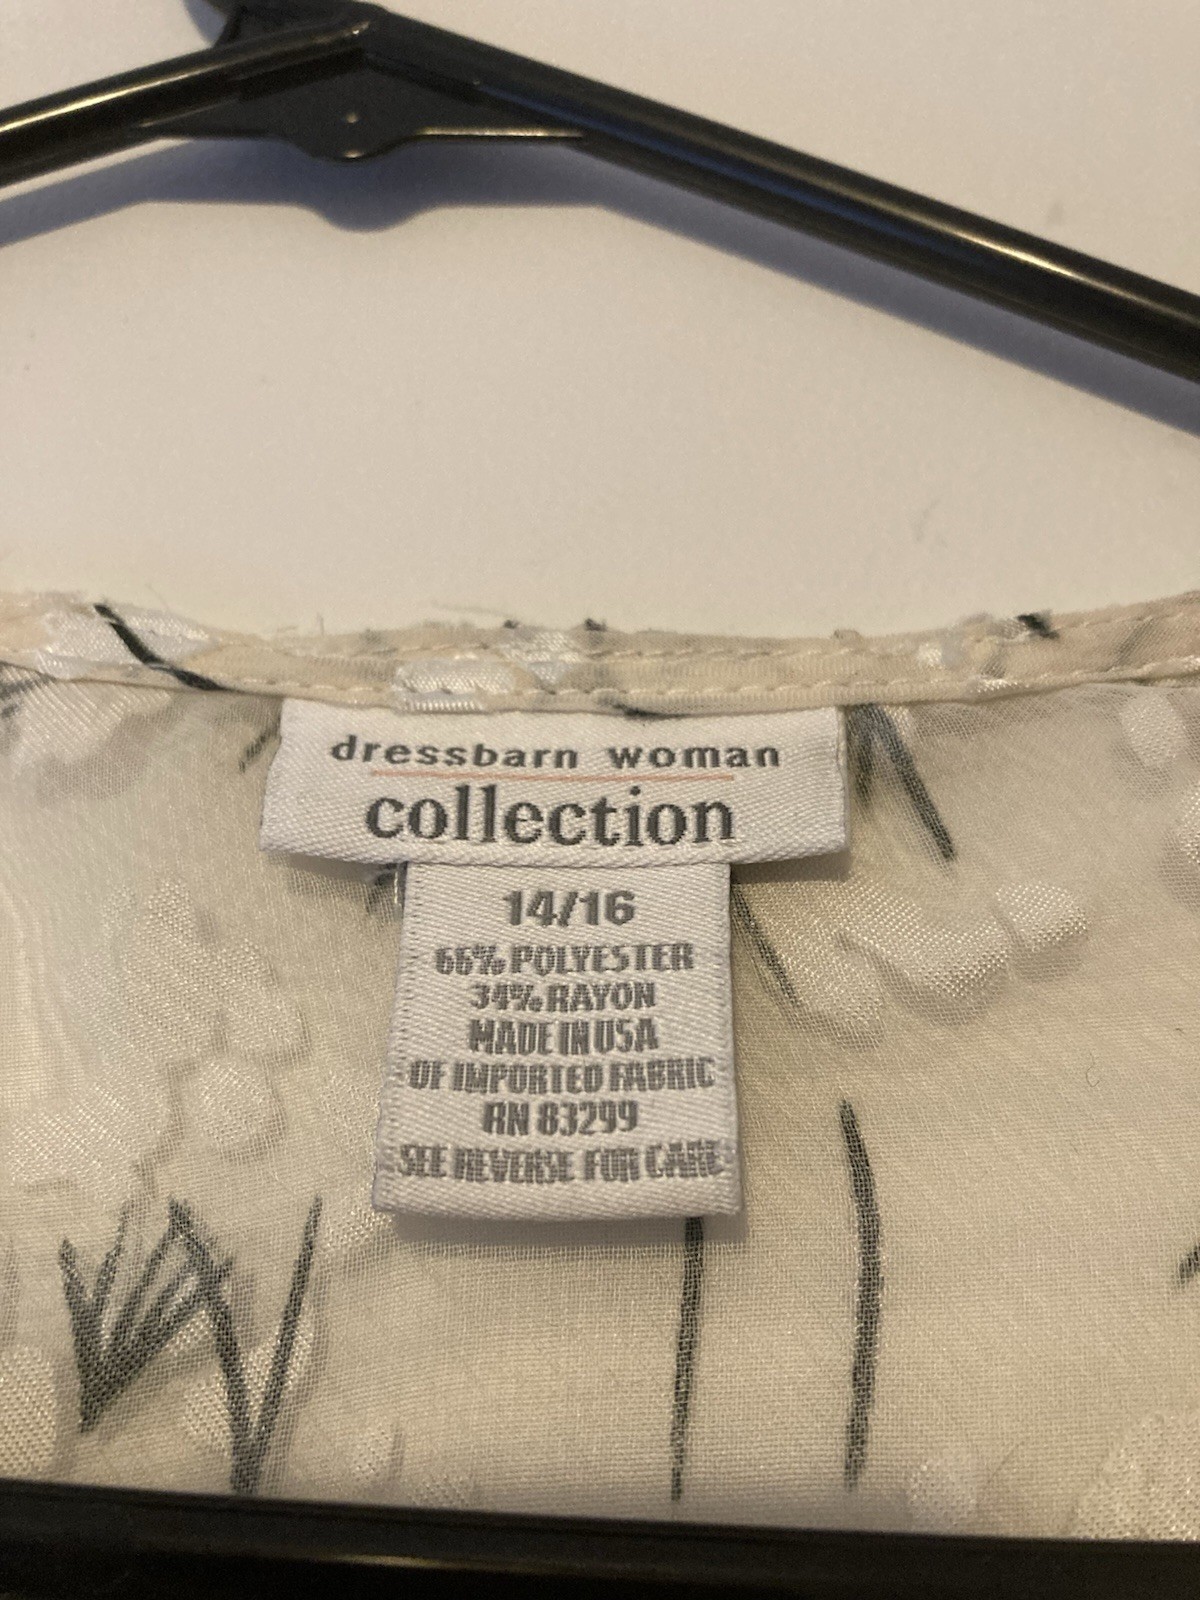 dressbarn woman
collection
14/16
66% POLYESTER
34% RAYON
MADE IN USA
OF IMPORTED FABRIC
RN 83299
SEE REVERSE FOR CARE